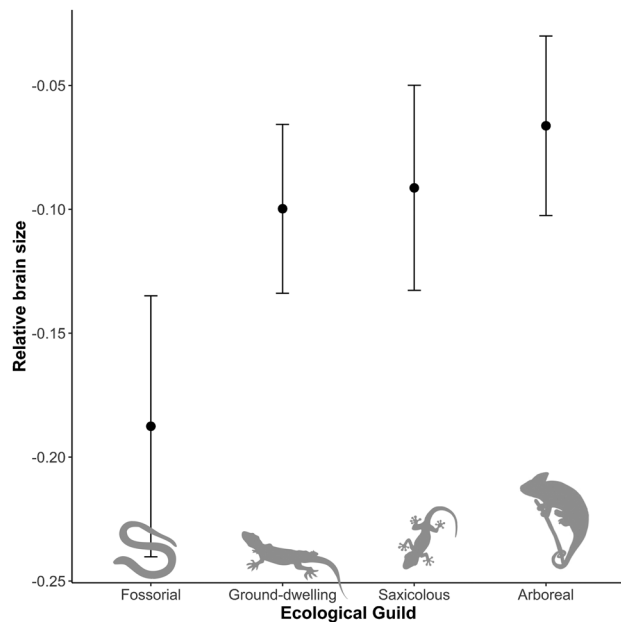 Relative brain size
-0.05
-0.10
-0.15
-0.20
-0.25
Fossorial Ground-dwelling Saxicolous Arboreal
Ecological Guild